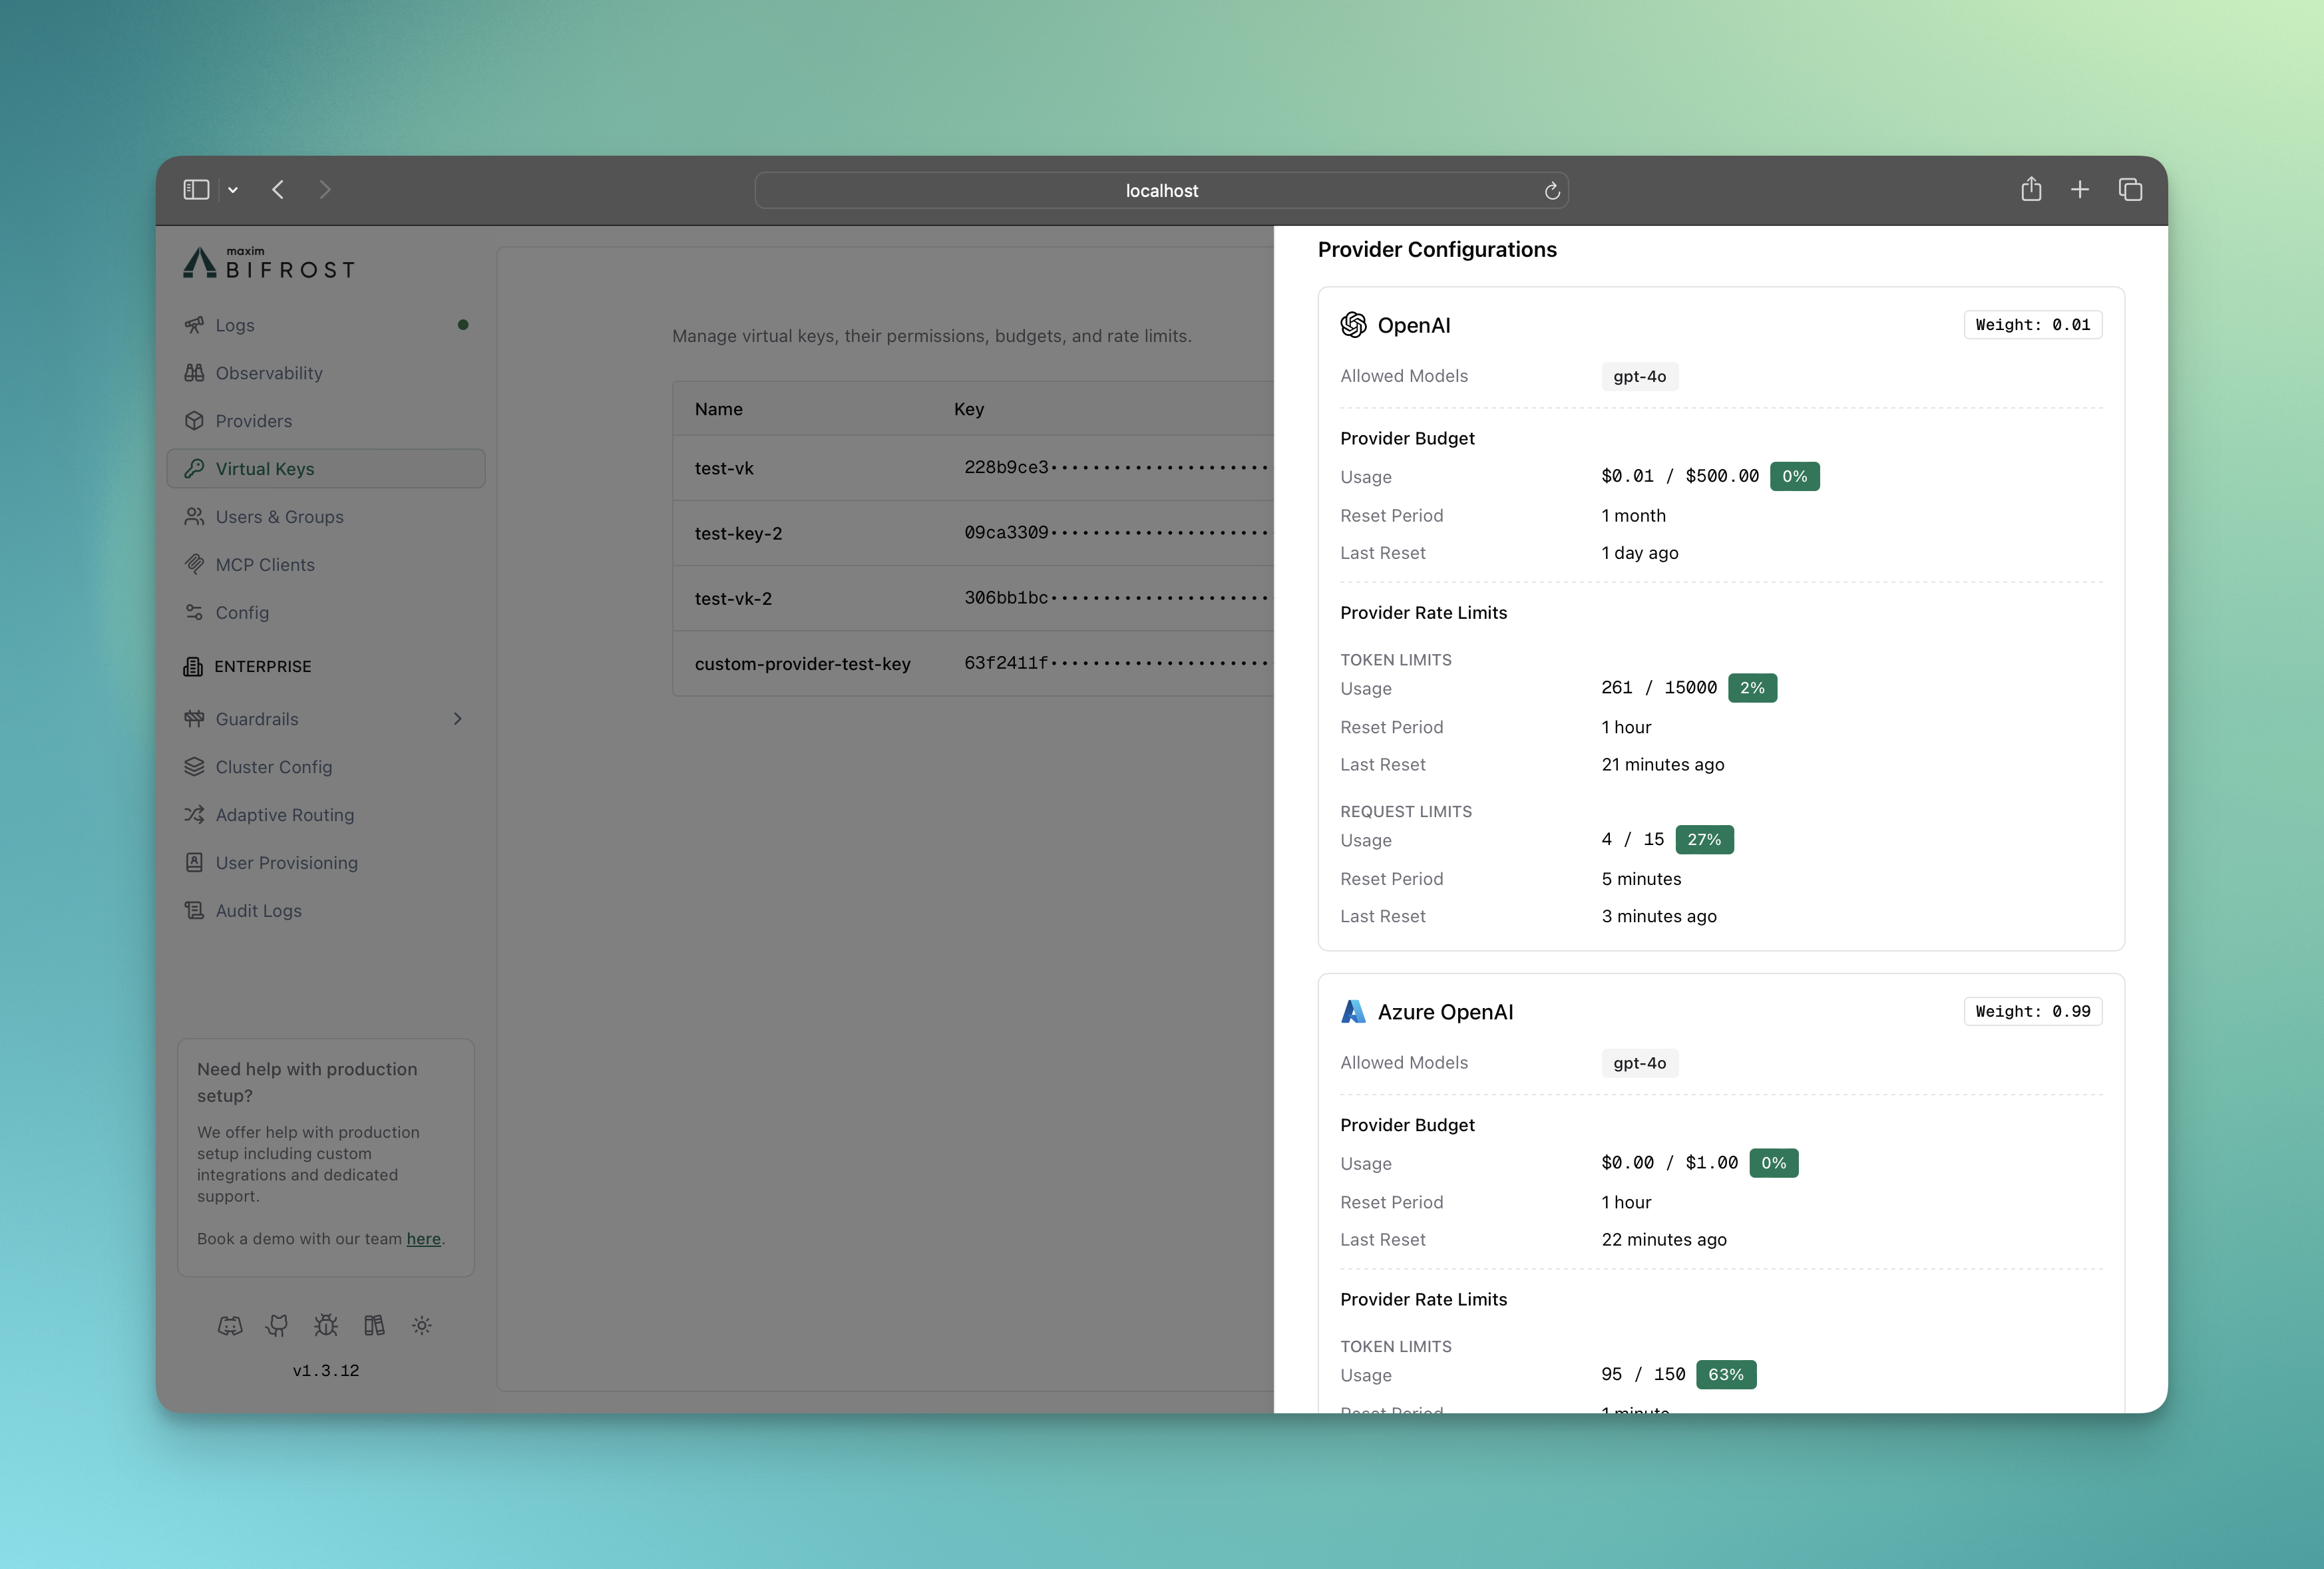 localhost
maxim
BIFROST
Logs
Observability
Providers
Virtual Keys
Users & Groups
MCP Clients
Config
ENTERPRISE
Guardrails
Cluster Config
Adaptive Routing
User Provisioning
Audit Logs
Need help with production
setup?
We offer help with production
setup including custom
integrations and dedicated
support.
Book a demo with our team here.
v1.3.12
Manage virtual keys, their permissions, budgets, and rate limits.
Name Key
test-vk 228b9ce3•••••••••••••••••••••
test-key-2 09ca3309•••••••••••••••••••••
test-vk-2 306bb1bc•••••••••••••••••••••
custom-provider-test-key 63f2411f•••••••••••••••••••••
Provider Configurations
OpenAI Weight: 0.01
Allowed Models gpt-4o
Provider Budget
Usage $0.01 / $500.00 0%
Reset Period 1 month
Last Reset 1 day ago
Provider Rate Limits
TOKEN LIMITS
Usage 261 / 15000 2%
Reset Period 1 hour
Last Reset 21 minutes ago
REQUEST LIMITS
Usage 4 / 15 27%
Reset Period 5 minutes
Last Reset 3 minutes ago
Azure OpenAI Weight: 0.99
Allowed Models gpt-4o
Provider Budget
Usage $0.00 / $1.00 0%
Reset Period 1 hour
Last Reset 22 minutes ago
Provider Rate Limits
TOKEN LIMITS
Usage 95 / 150 63%
Reset Period 1 minute